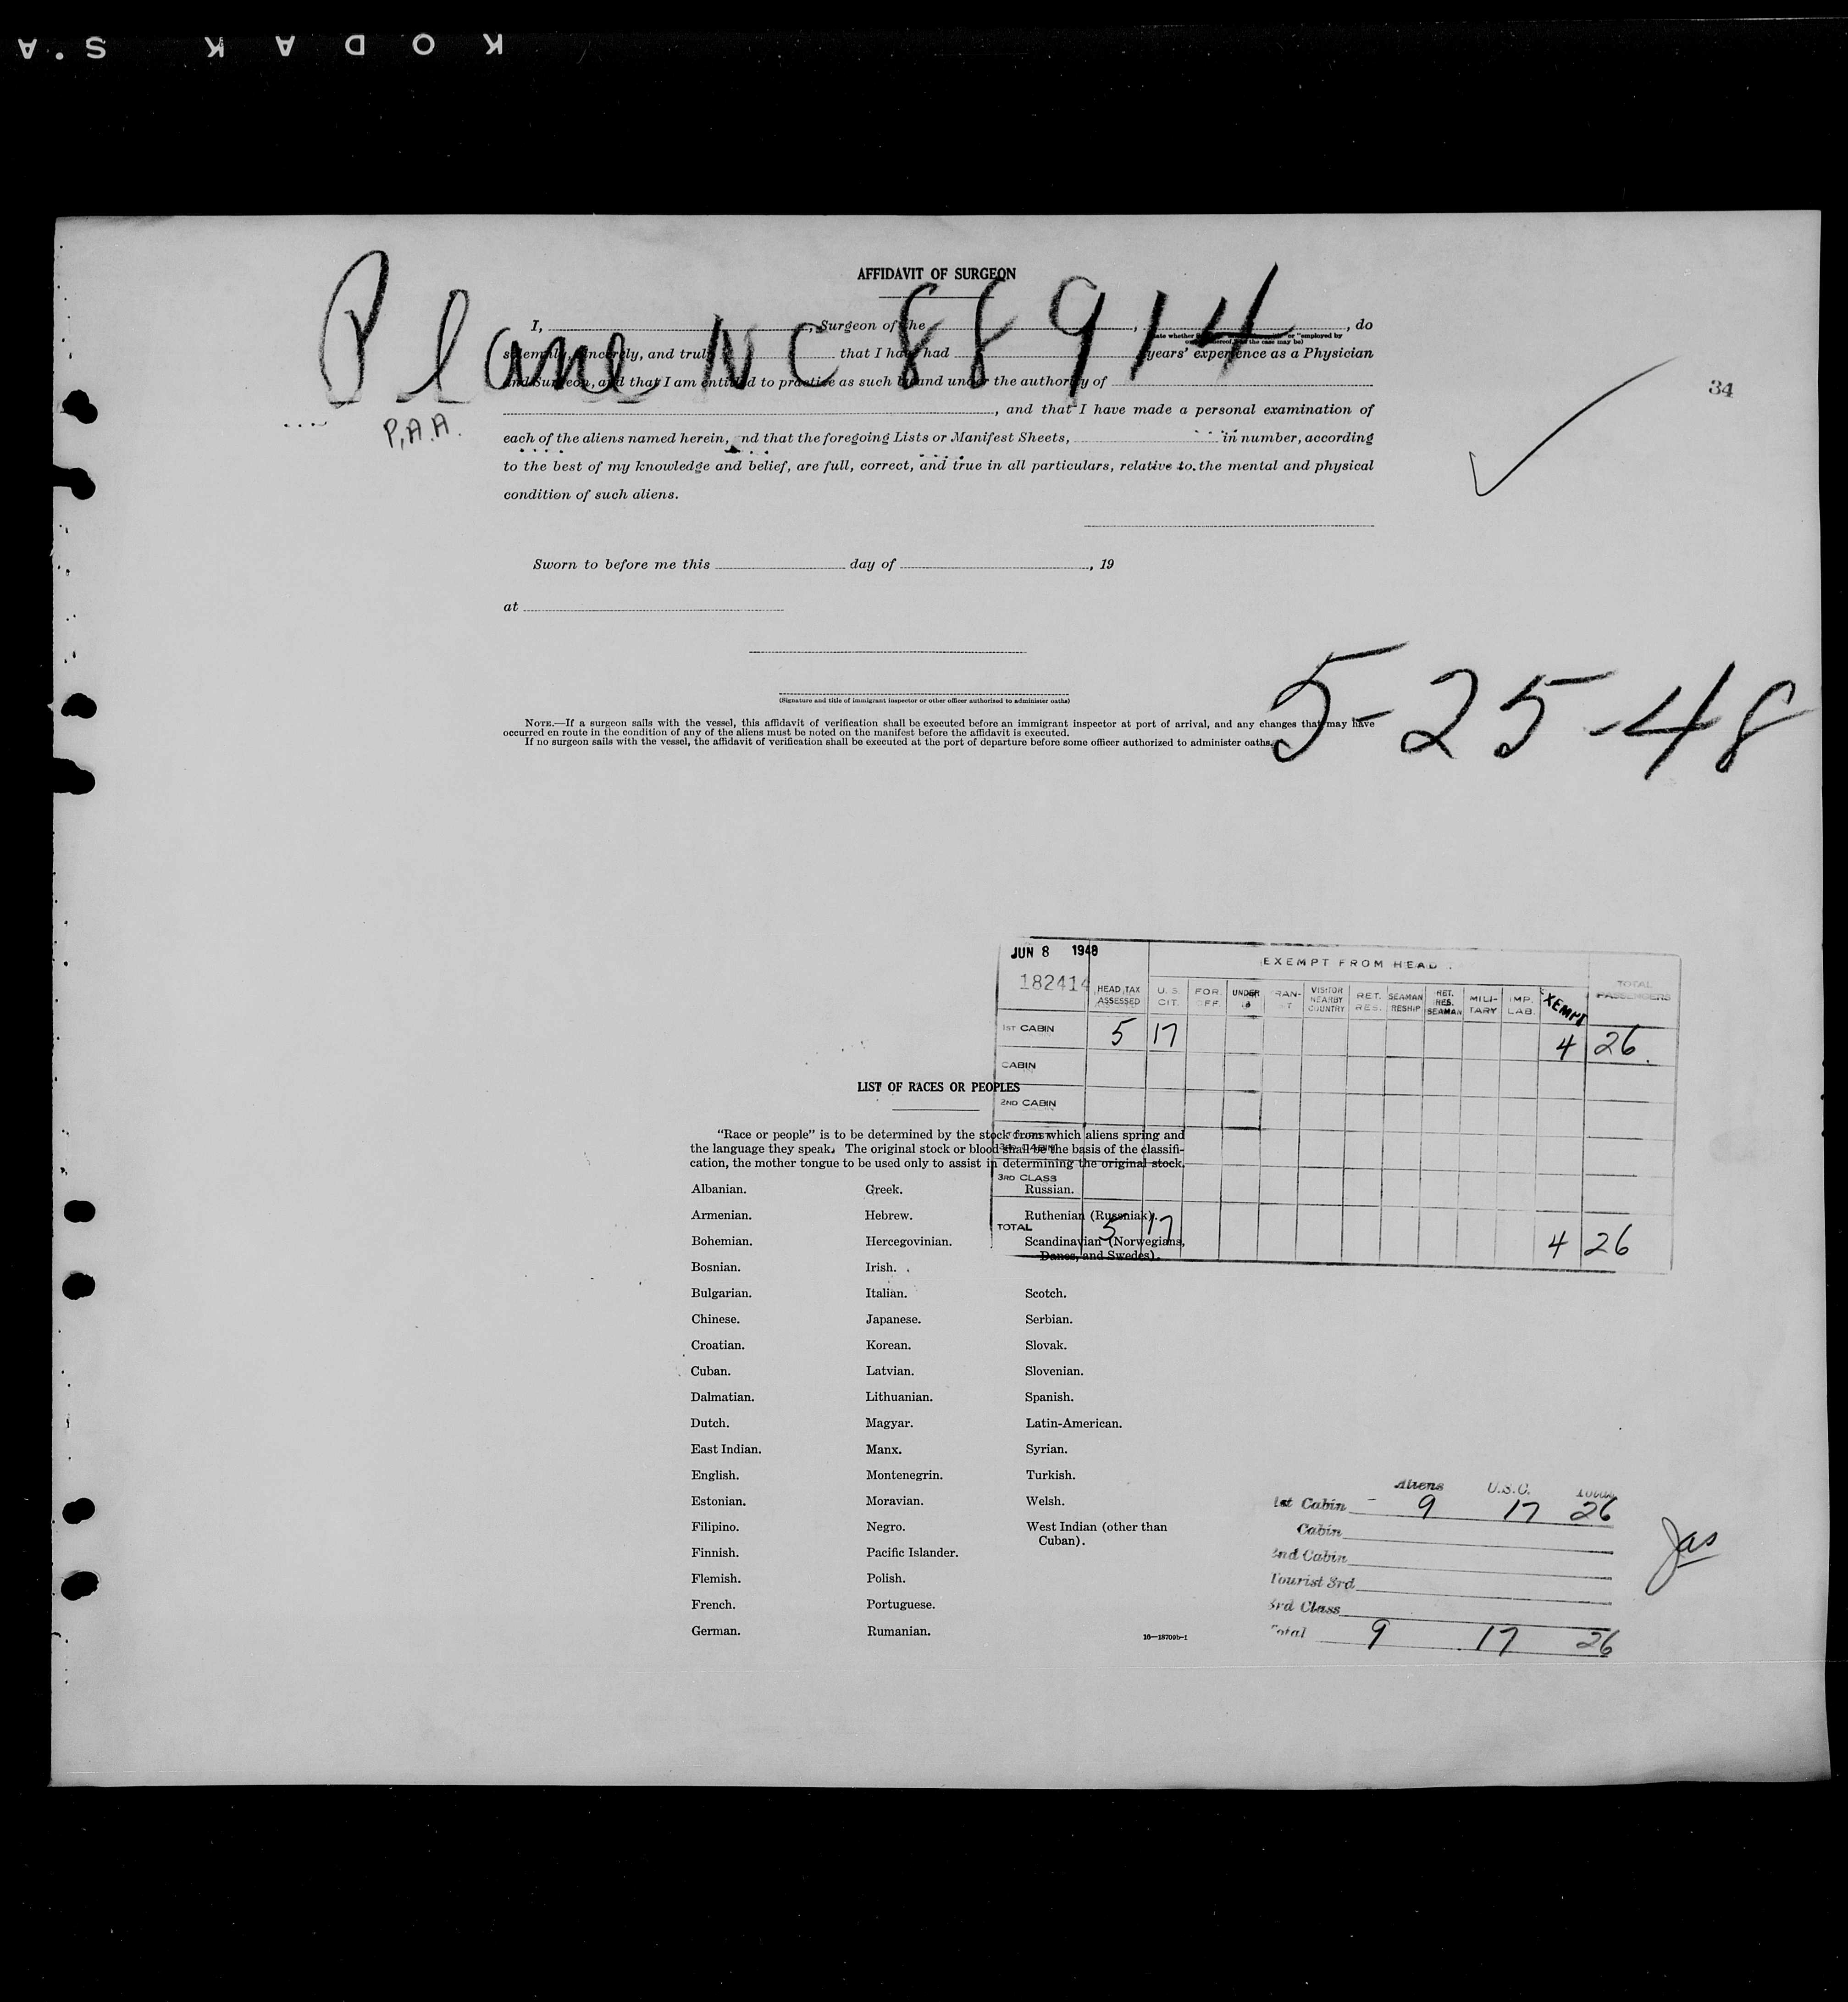 KODAK S.A
AFFIDAVIT OF SURGEON
Plane NC 88914
P.A.A.
34
I, , Surgeon of the , , do
solemnly, sincerely, and truly that I have had years' experience as a Physician
and Surgeon, and that I am entitled to practice as such by and under the authority of
, and that I have made a personal examination of
each of the aliens named herein, and that the foregoing Lists or Manifest Sheets, in number, according
to the best of my knowledge and belief, are full, correct, and true in all particulars, relative to the mental and physical
condition of such aliens.
Sworn to before me this day of , 19
at
(Signature and title of immigrant inspector or other officer authorized to administer oaths)
5-25-48
NOTE.—If a surgeon sails with the vessel, this affidavit of verification shall be executed before an immigrant inspector at port of arrival, and any changes that may have
occurred en route in the condition of any of the aliens must be noted on the manifest before the affidavit is executed.
If no surgeon sails with the vessel, the affidavit of verification shall be executed at the port of departure before some officer authorized to administer oaths.
JUN 8 1948
182414
EXEMPT FROM HEAD
HEAD TAX ASSESSED U. S. CIT. FOR. OFF UNDER VISITOR NEARBY COUNTRY RET. RES. SEAMAN RESHIP RET. RES. SEAMAN MILITARY IMP. LAB. EXEMPT TOTAL PASSENGERS
1ST CABIN 5 17 4 26
CABIN
2ND CABIN
3RD CLASS
TOTAL 5 17 4 26
LIST OF RACES OR PEOPLES
"Race or people" is to be determined by the stock from which aliens spring and
the language they speak. The original stock or blood shall be the basis of the classifi-
cation, the mother tongue to be used only to assist in determining the original stock.
Albanian. Greek. Russian.
Armenian. Hebrew. Ruthenian (Russniak).
Bohemian. Hercegovinian. Scandinavian (Norwegians,
Danes, and Swedes).
Bosnian. Irish.
Bulgarian. Italian. Scotch.
Chinese. Japanese. Serbian.
Croatian. Korean. Slovak.
Cuban. Latvian. Slovenian.
Dalmatian. Lithuanian. Spanish.
Dutch. Magyar. Latin-American.
East Indian. Manx. Syrian.
English. Montenegrin. Turkish.
Estonian. Moravian. Welsh.
Filipino. Negro. West Indian (other than
Cuban).
Finnish. Pacific Islander.
Flemish. Polish.
French. Portuguese.
German. Rumanian.
16—18709b-1
Aliens U.S.C. Total
1st Cabin - 9 17 26
Cabin
2nd Cabin
Tourist 3rd
3rd Class
Total 9 17 26
Jas